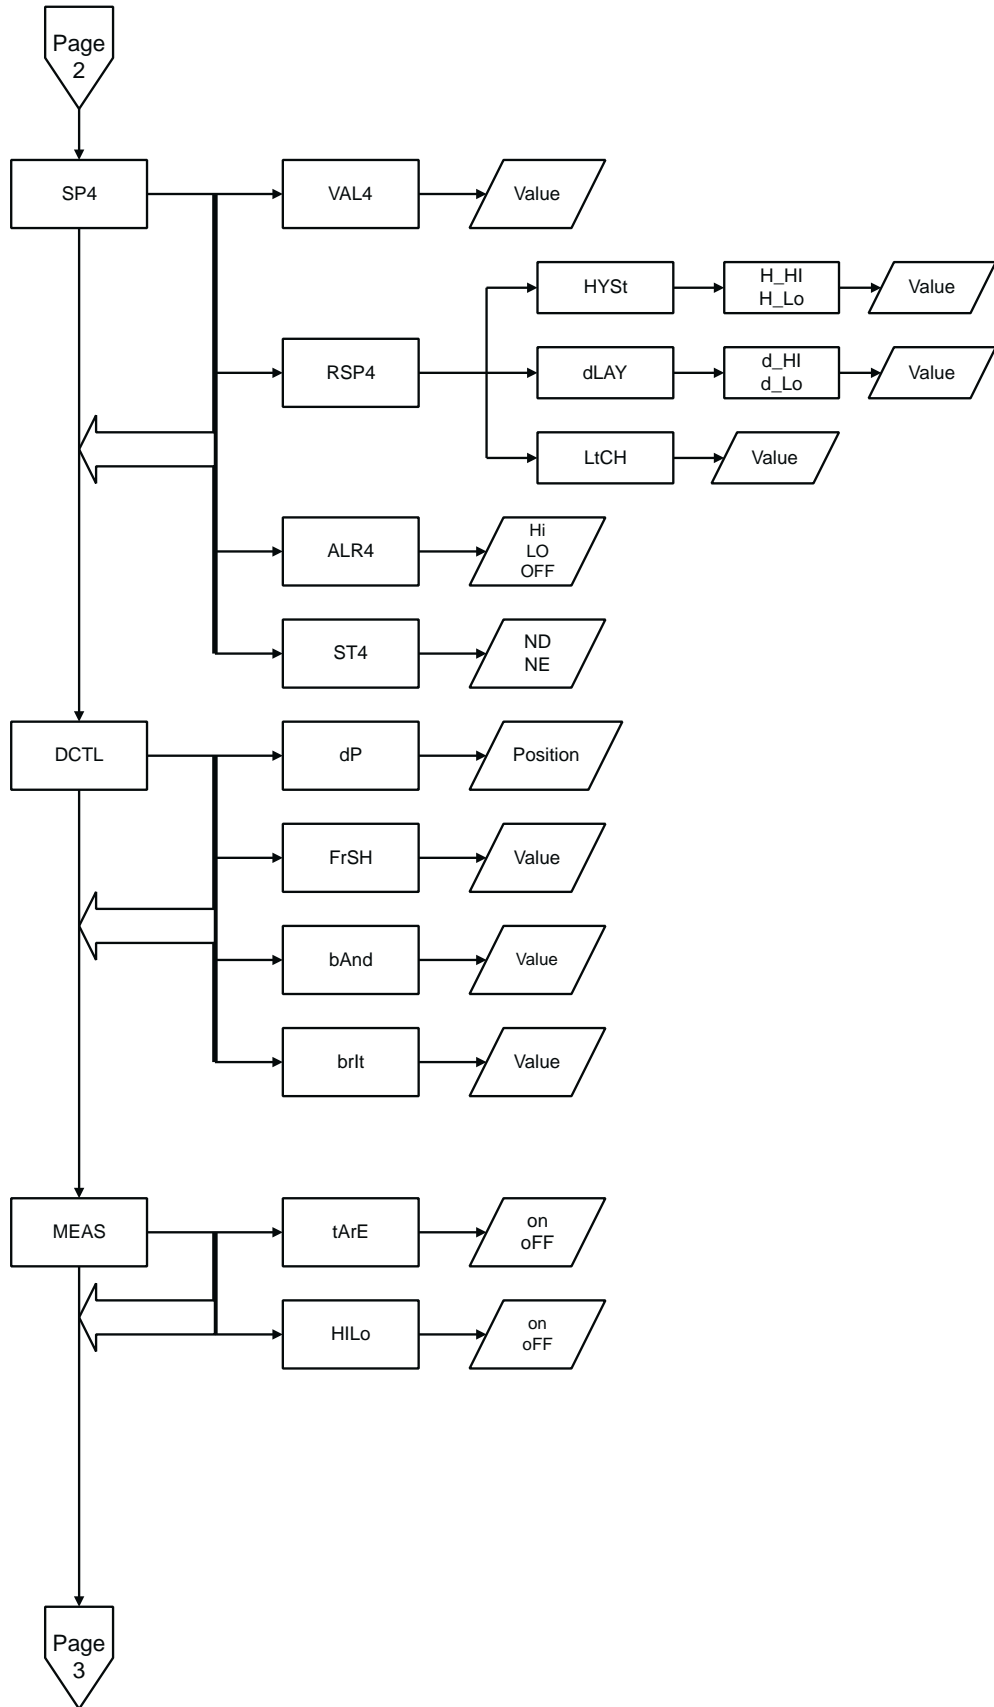 Page
2
SP4
VAL4
Value
HYSt
H_HI
H_Lo
Value
RSP4
dLAY
d_HI
d_Lo
Value
LtCH
Value
ALR4
Hi
LO
OFF
ST4
ND
NE
DCTL
dP
Position
FrSH
Value
bAnd
Value
brIt
Value
MEAS
tArE
on
oFF
HILo
on
oFF
Page
3